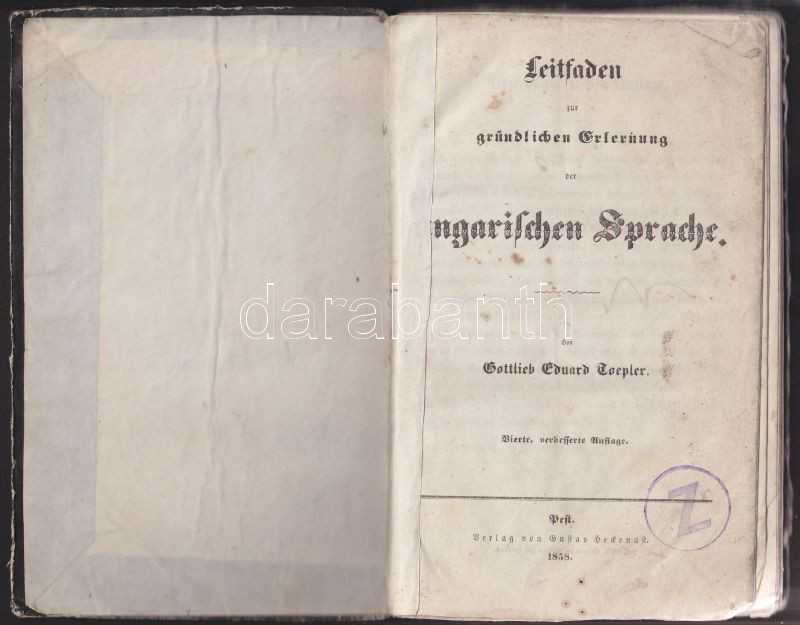 Leitfaden
zur
gründlichen Erlernung
der
ungarischen Sprache.
darabanth
Von
Gottlieb Eduard Toepler.
Vierte, verbesserte Auflage.
Pest.
Verlag von Gustav Heckenast.
1858.
Z